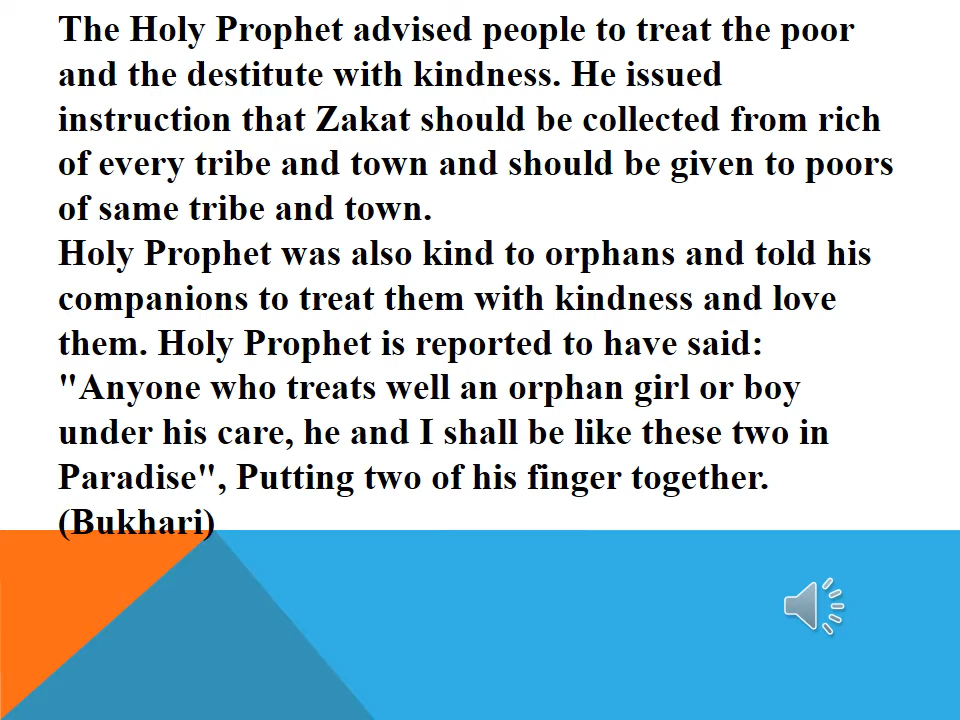 The Holy Prophet advised people to treat the poor
and the destitute with kindness. He issued
instruction that Zakat should be collected from rich
of every tribe and town and should be given to poors
of same tribe and town.
Holy Prophet was also kind to orphans and told his
companions to treat them with kindness and love
them. Holy Prophet is reported to have said:
"Anyone who treats well an orphan girl or boy
under his care, he and I shall be like these two in
Paradise", Putting two of his finger together.
(Bukhari)